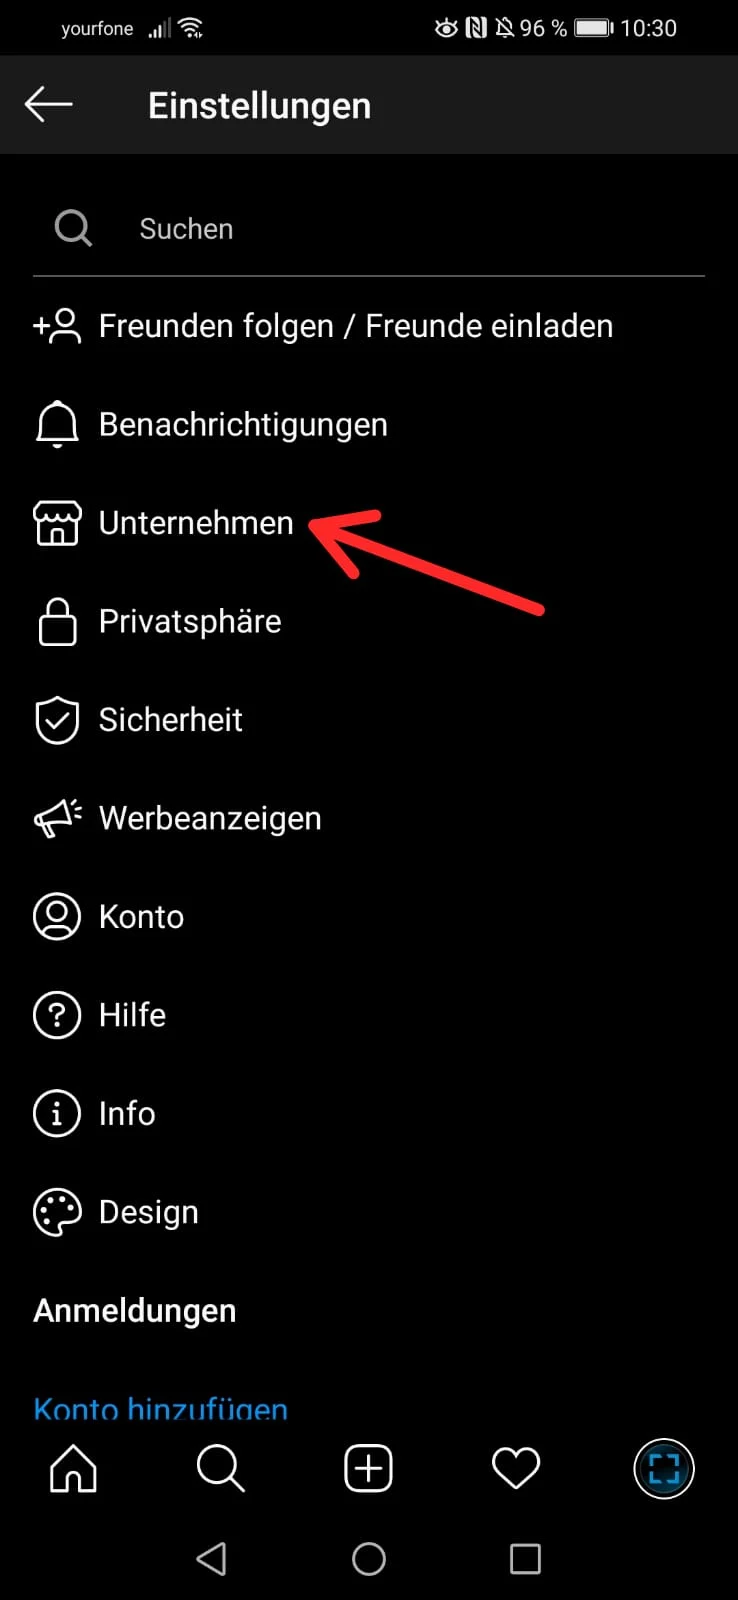 yourfone 96 % 10:30
Einstellungen
Suchen
Freunden folgen / Freunde einladen
Benachrichtigungen
Unternehmen
Privatsphäre
Sicherheit
Werbeanzeigen
Konto
Hilfe
Info
Design
Anmeldungen
Konto hinzufügen